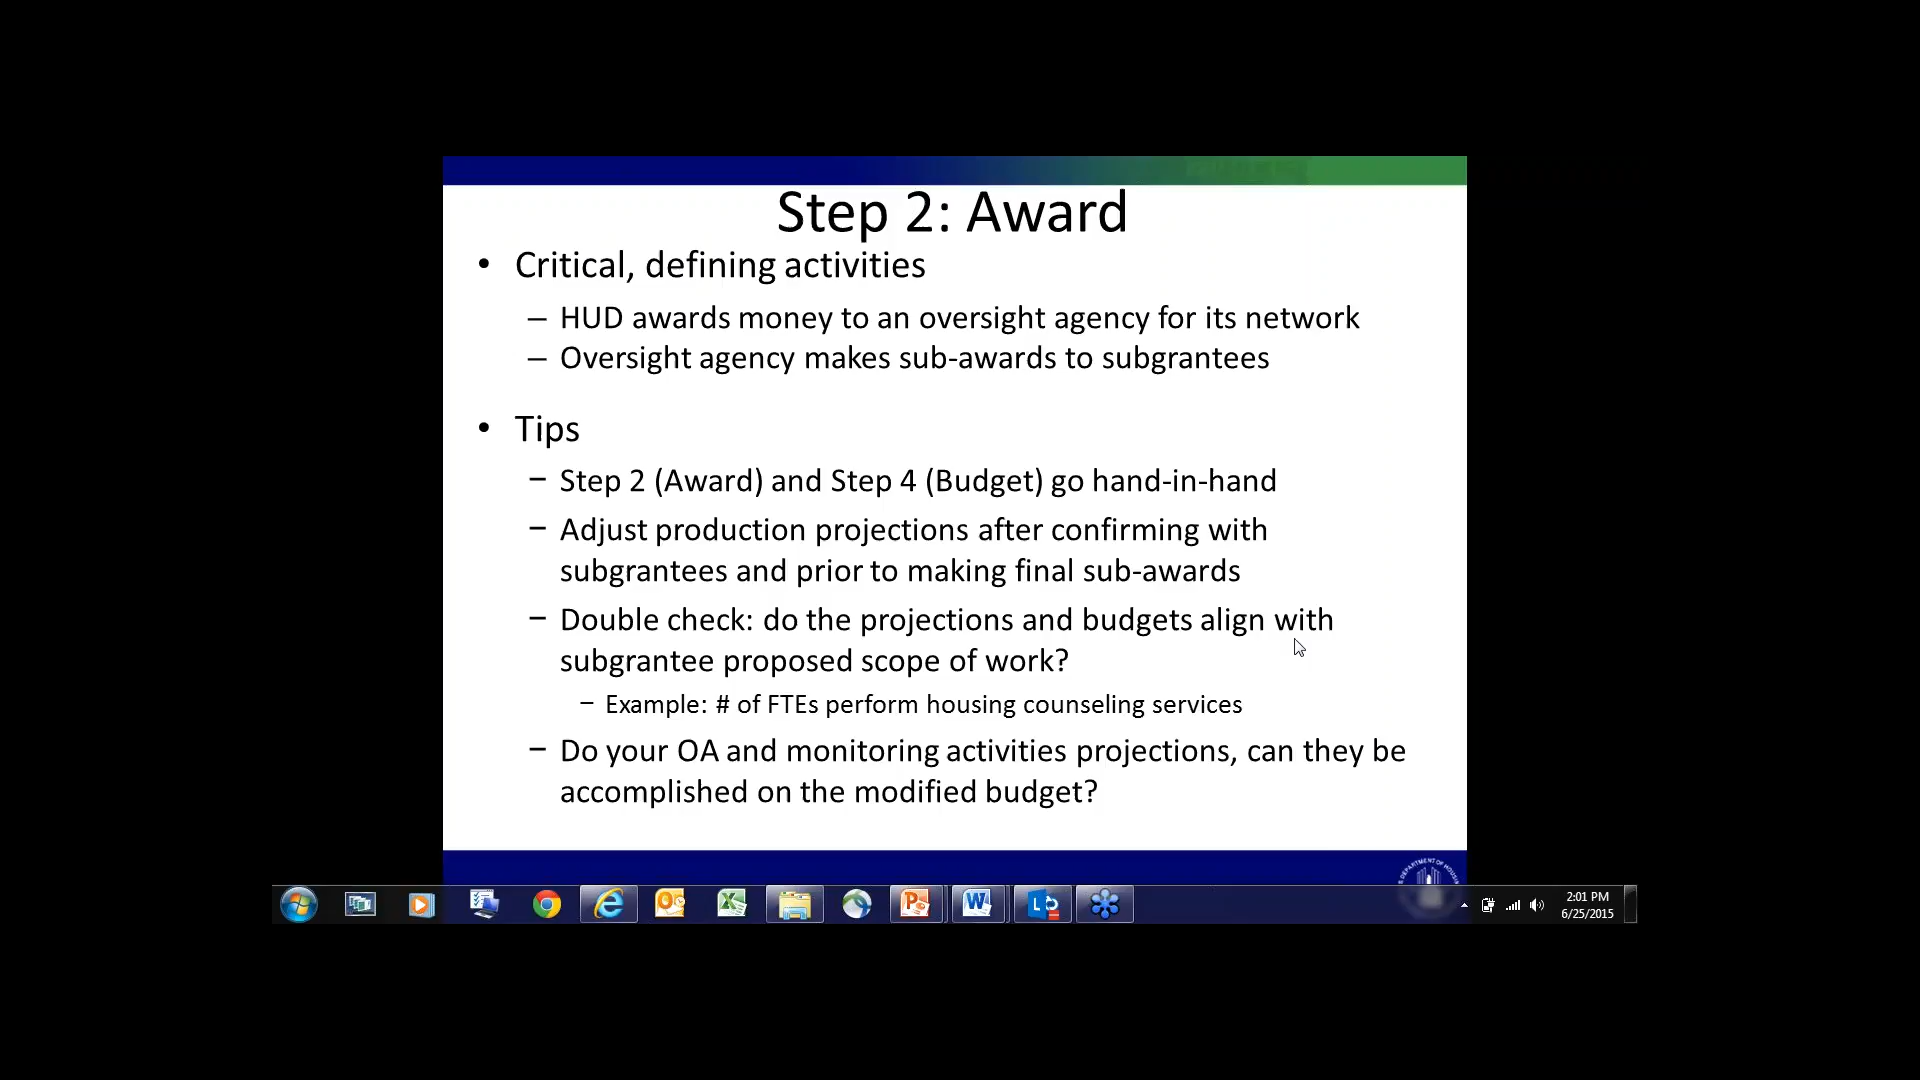 Step 2: Award
• Critical, defining activities
– HUD awards money to an oversight agency for its network
– Oversight agency makes sub-awards to subgrantees
• Tips
– Step 2 (Award) and Step 4 (Budget) go hand-in-hand
– Adjust production projections after confirming with
subgrantees and prior to making final sub-awards
– Double check: do the projections and budgets align with
subgrantee proposed scope of work?
– Example: # of FTEs perform housing counseling services
– Do your OA and monitoring activities projections, can they be
accomplished on the modified budget?
DEPARTMENT OF
2:01 PM
6/25/2015